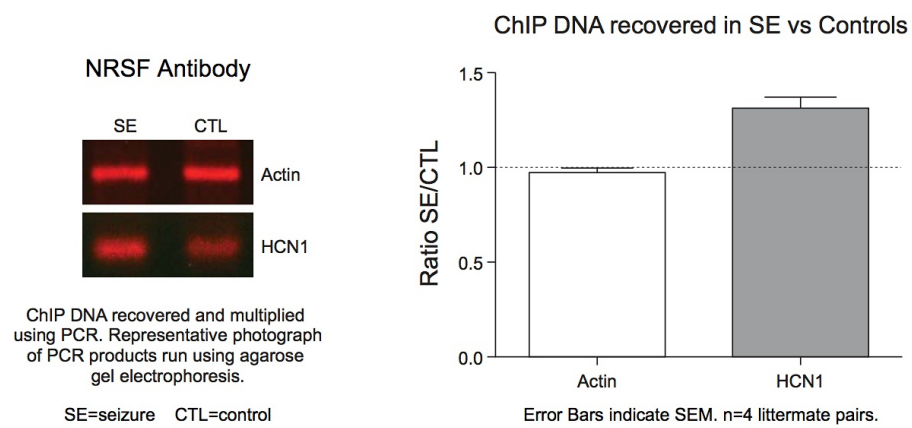 NRSF Antibody
SE
CTL
Actin
HCN1
ChIP DNA recovered and multiplied
using PCR. Representative photograph
of PCR products run using agarose
gel electrophoresis.
SE=seizure CTL=control
ChIP DNA recovered in SE vs Controls
Ratio SE/CTL
1.5
1.0
0.5
0.0
Actin
HCN1
Error Bars indicate SEM. n=4 littermate pairs.